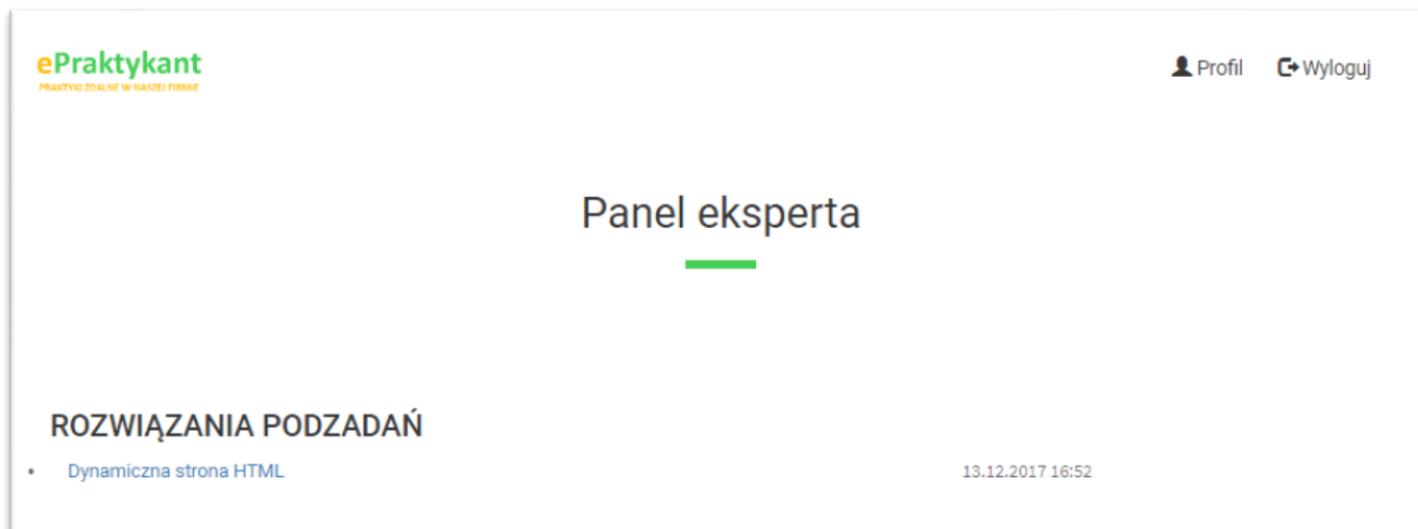 ePraktykant
PRAKTYKI ZDALNE W NASZEJ FIRMIE
Profil Wyloguj
Panel eksperta
ROZWIĄZANIA PODZADAŃ
• Dynamiczna strona HTML 13.12.2017 16:52